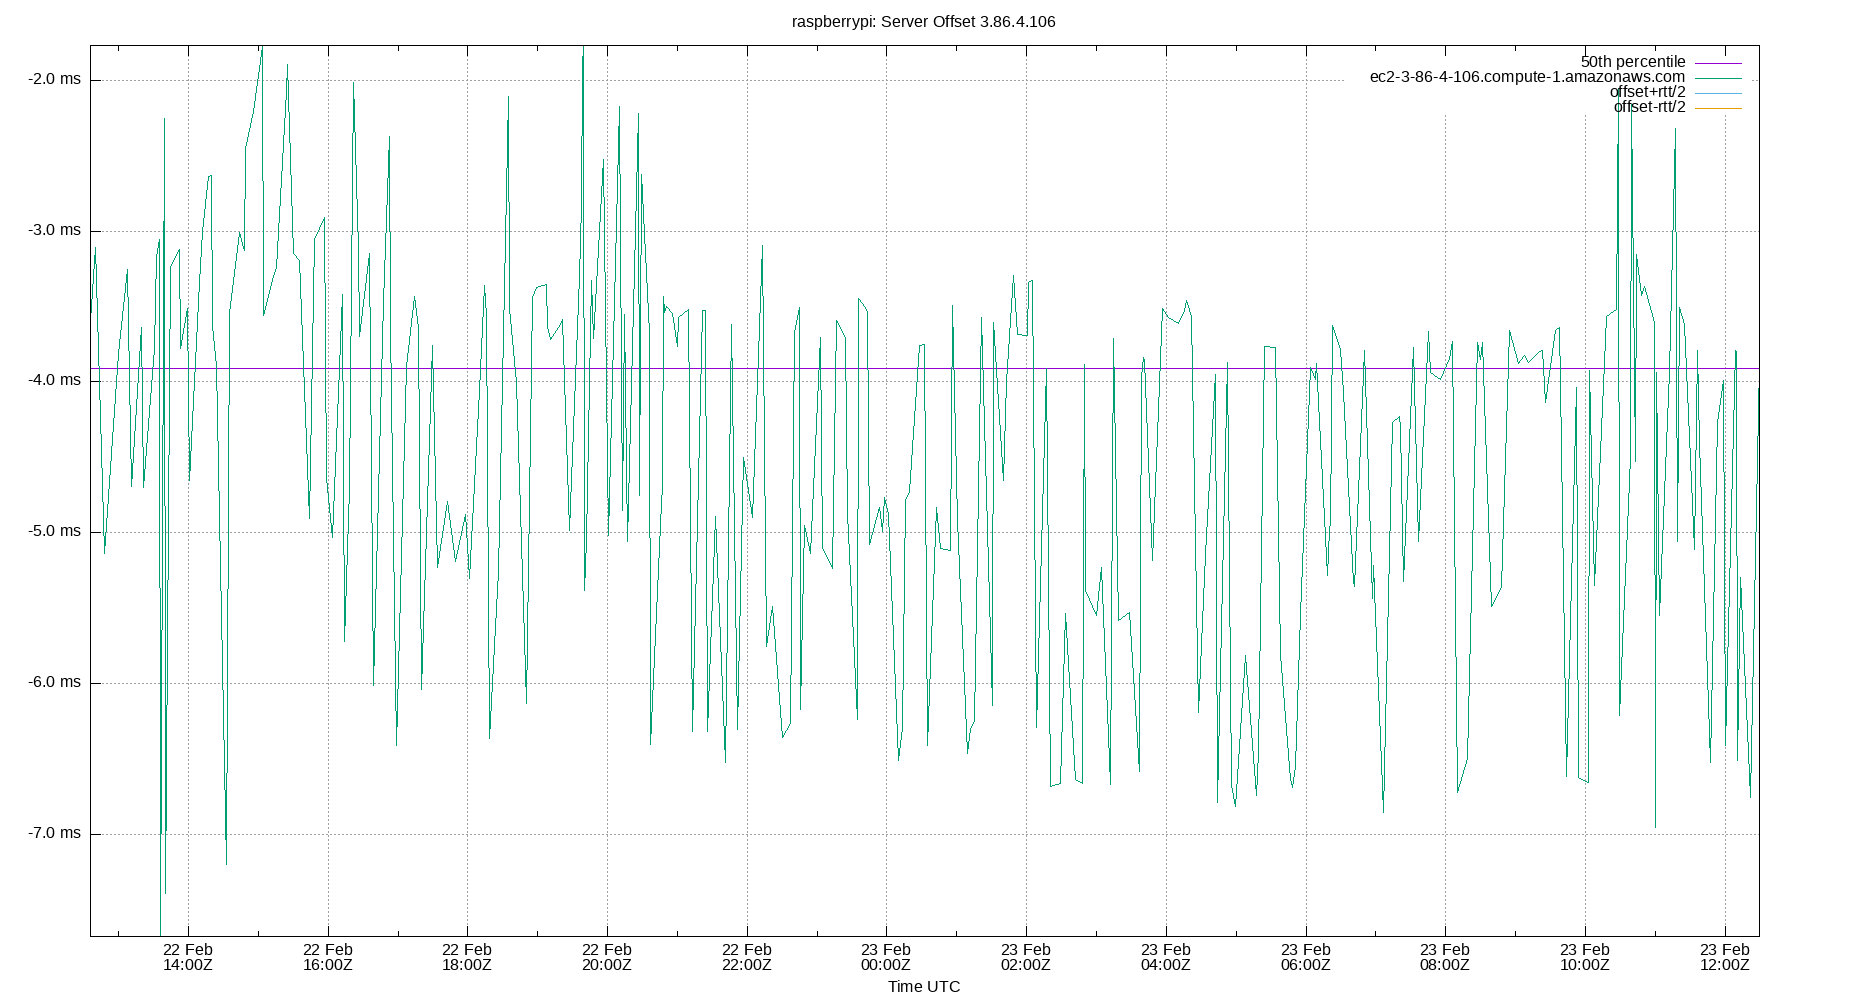 raspberrypi: Server Offset 3.86.4.106
50th percentile
ec2-3-86-4-106.compute-1.amazonaws.com
offset+rtt/2
offset-rtt/2
-2.0 ms
-3.0 ms
-4.0 ms
-5.0 ms
-6.0 ms
-7.0 ms
22 Feb 22 Feb 22 Feb 22 Feb 22 Feb 23 Feb 23 Feb 23 Feb 23 Feb 23 Feb 23 Feb 23 Feb
14:00Z 16:00Z 18:00Z 20:00Z 22:00Z 00:00Z 02:00Z 04:00Z 06:00Z 08:00Z 10:00Z 12:00Z
Time UTC